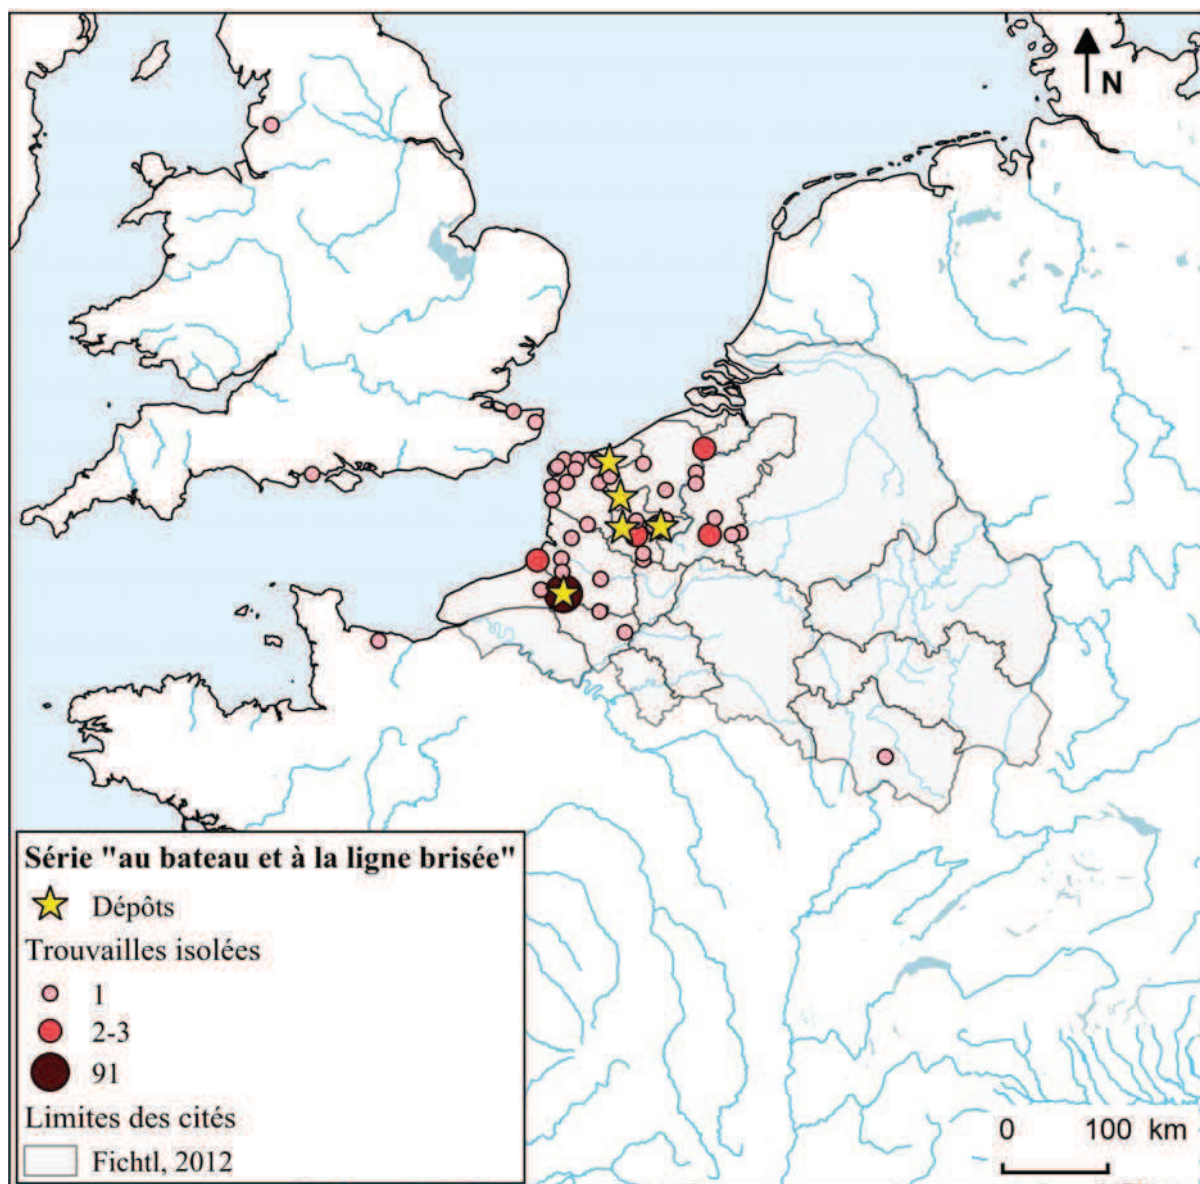 N
Série "au bateau et à la ligne brisée"
Dépôts
Trouvailles isolées
1
2-3
91
Limites des cités
Fichtl, 2012
0 100 km